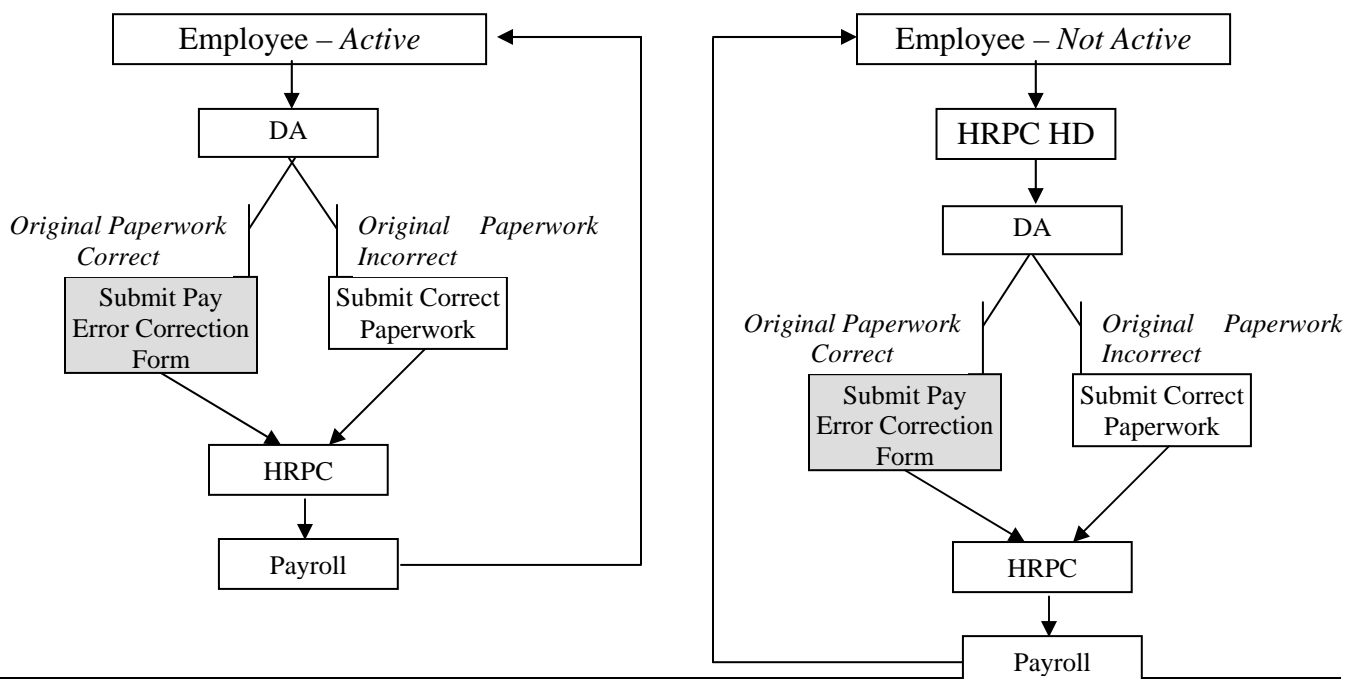 Employee – Active
DA
Original Paperwork
Correct
Original Paperwork
Incorrect
Submit Pay
Error Correction
Form
Submit Correct
Paperwork
HRPC
Payroll
Employee – Not Active
HRPC HD
DA
Original Paperwork
Correct
Original Paperwork
Incorrect
Submit Pay
Error Correction
Form
Submit Correct
Paperwork
HRPC
Payroll